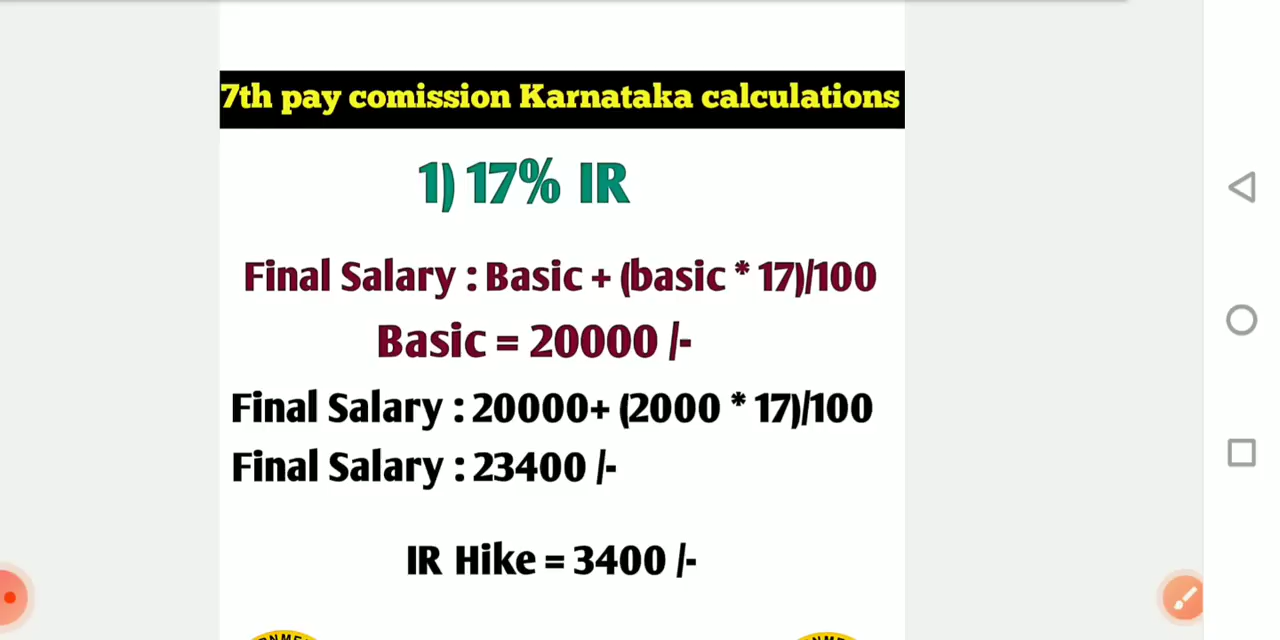 7th pay comission Karnataka calculations
1) 17% IR
Final Salary : Basic + (basic * 17)/100
Basic = 20000 /-
Final Salary : 20000+ (2000 * 17)/100
Final Salary : 23400 /-
IR Hike = 3400 /-